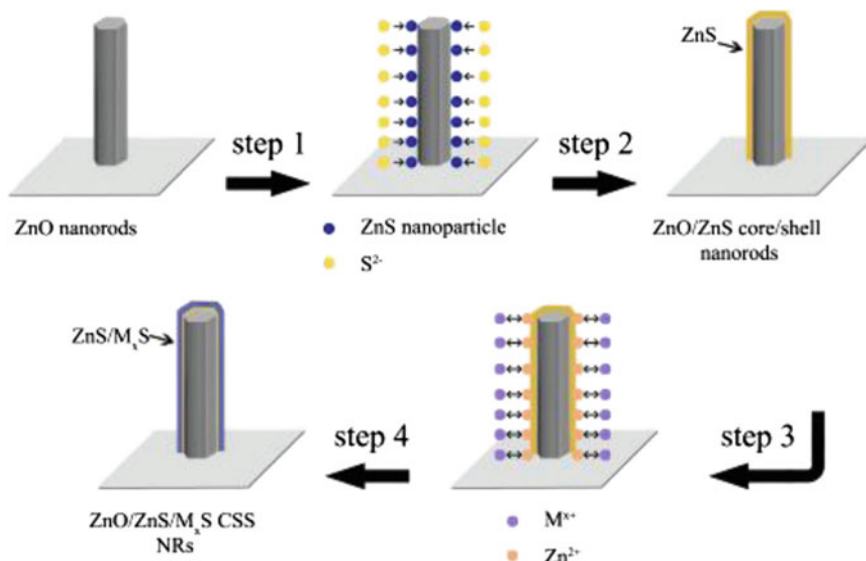 ZnS
step 1
step 2
ZnO nanorods
ZnS nanoparticle
S²⁻
ZnO/ZnS core/shell
nanorods
ZnS/MₓS
step 4
step 3
ZnO/ZnS/MₓS CSS
NRs
Mˣ⁺
Zn²⁺